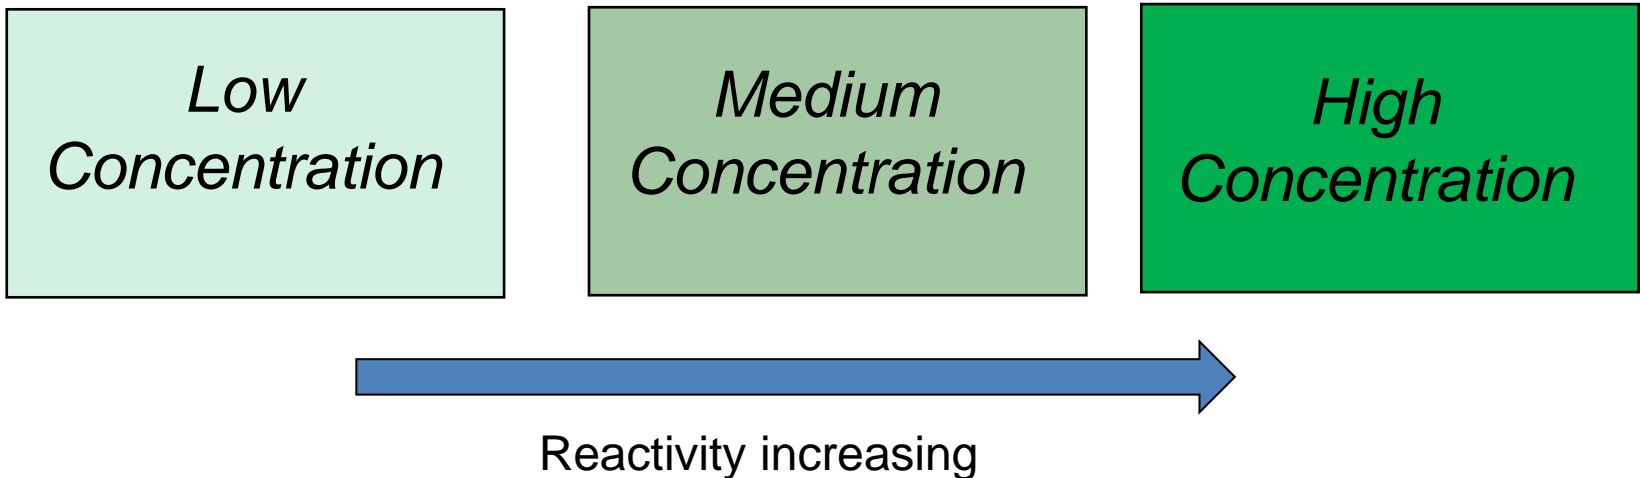 Low
Concentration
Medium
Concentration
High
Concentration
Reactivity increasing